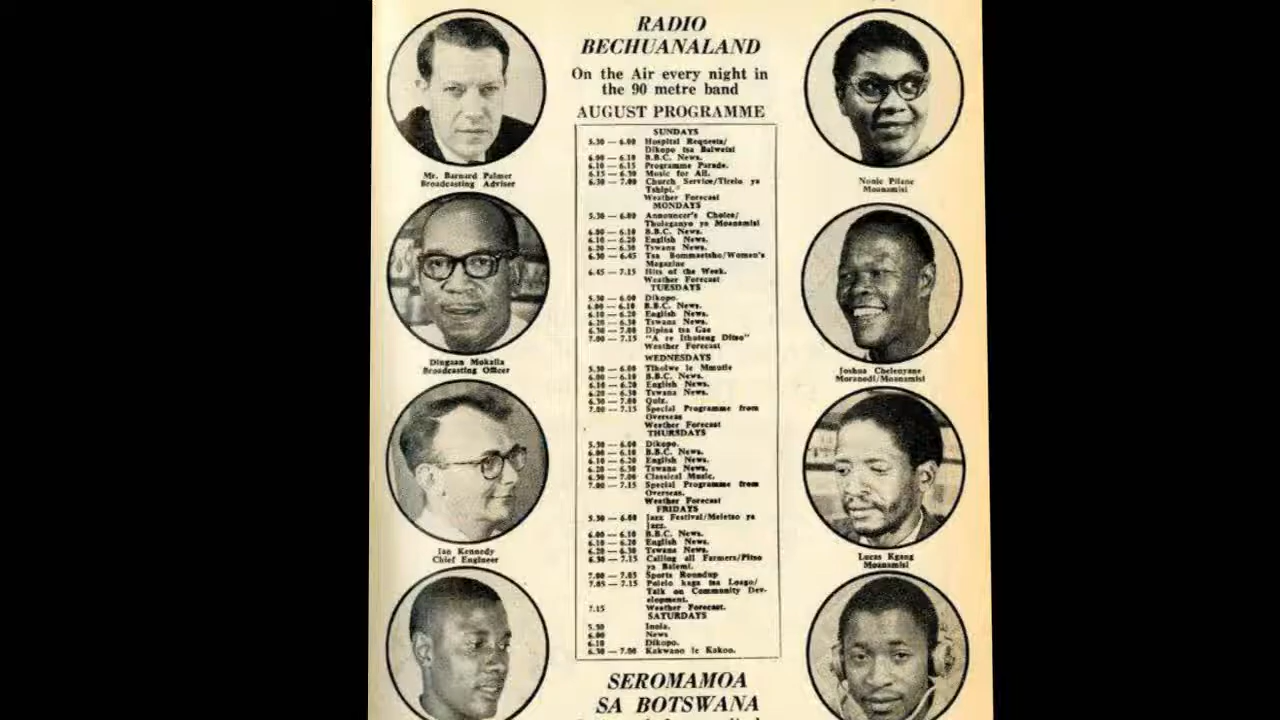 RADIO
BECHUANALAND
On the Air every night in
the 90 metre band
AUGUST PROGRAMME
SUNDAYS
5.30 — 6.00 Hospital Requests/
Dikopo tsa Balwetsi
6.00 — 6.10 B.B.C. News.
6.10 — 6.15 Programme Parade.
6.15 — 6.30 Music for All.
6.30 — 7.00 Church Service/Tirelo ya
Tshipi.
Weather Forecast
MONDAYS
5.30 — 6.00 Announcer's Choice/
Tholeganyo ya Moanamisi
6.00 — 6.10 B.B.C. News.
6.10 — 6.20 English News.
6.20 — 6.30 Tswana News.
6.30 — 6.45 Tsa Bommaetsho/Women's
Magazine
6.45 — 7.15 Hits of the Week.
Weather Forecast
TUESDAYS
5.30 — 6.00 Dikopo.
6.00 — 6.10 B.B.C. News.
6.10 — 6.20 English News.
6.20 — 6.30 Tswana News.
6.30 — 7.00 Dipina tsa Gae
7.00 — 7.15 "A re Ithuteng Ditso"
Weather Forecast
WEDNESDAYS
5.30 — 6.00 Tlholwe le Mmutle
6.00 — 6.10 B.B.C. News.
6.10 — 6.20 English News.
6.20 — 6.30 Tswana News.
6.30 — 7.00 Quiz.
7.00 — 7.15 Special Programme from
Overseas
Weather Forecast
THURSDAYS
5.30 — 6.00 Dikopo.
6.00 — 6.10 B.B.C. News.
6.10 — 6.20 English News.
6.20 — 6.30 Tswana News.
6.30 — 7.00 Classical Music.
7.00 — 7.15 Special Programme from
Overseas.
Weather Forecast
FRIDAYS
5.30 — 6.00 Jazz Festival/Meletso ya
Jazz.
6.00 — 6.10 B.B.C. News.
6.10 — 6.20 English News.
6.20 — 6.30 Tswana News.
6.30 — 7.15 Calling all Farmers/Pitso
ya Balemi.
7.00 — 7.05 Sports Roundup
7.05 — 7.15 Polelo kaga tsa Loago/
Talk on Community Dev-
elopment.
7.15 Weather Forecast.
SATURDAYS
5.30 Inola.
6.00 News
6.10 Dikopo.
6.30 — 7.00 Kakwano le Kakoo.
SEROMAMOA
SA BOTSWANA
Mr. Barnard Palmer
Broadcasting Adviser
Dingaan Mokaila
Broadcasting Officer
Ian Kennedy
Chief Engineer
Nonie Pilane
Moanamisi
Joshua Chelenyane
Moranodi/Moanamisi
Lucas Kgang
Moanamisi